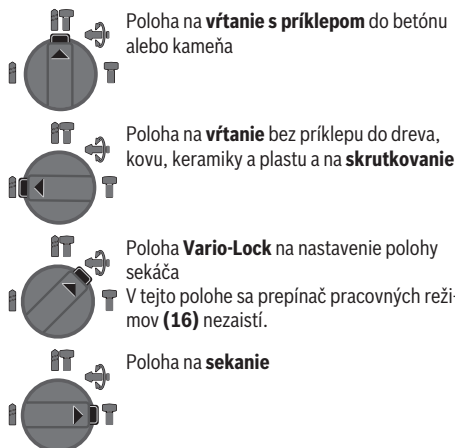 Poloha na vŕtanie s príklepom do betónu
alebo kameňa
Poloha na vŕtanie bez príklepu do dreva,
kovu, keramiky a plastu a na skrutkovanie
Poloha Vario-Lock na nastavenie polohy
sekáča
V tejto polohe sa prepínač pracovných reži-
mov (16) nezaistí.
Poloha na sekanie